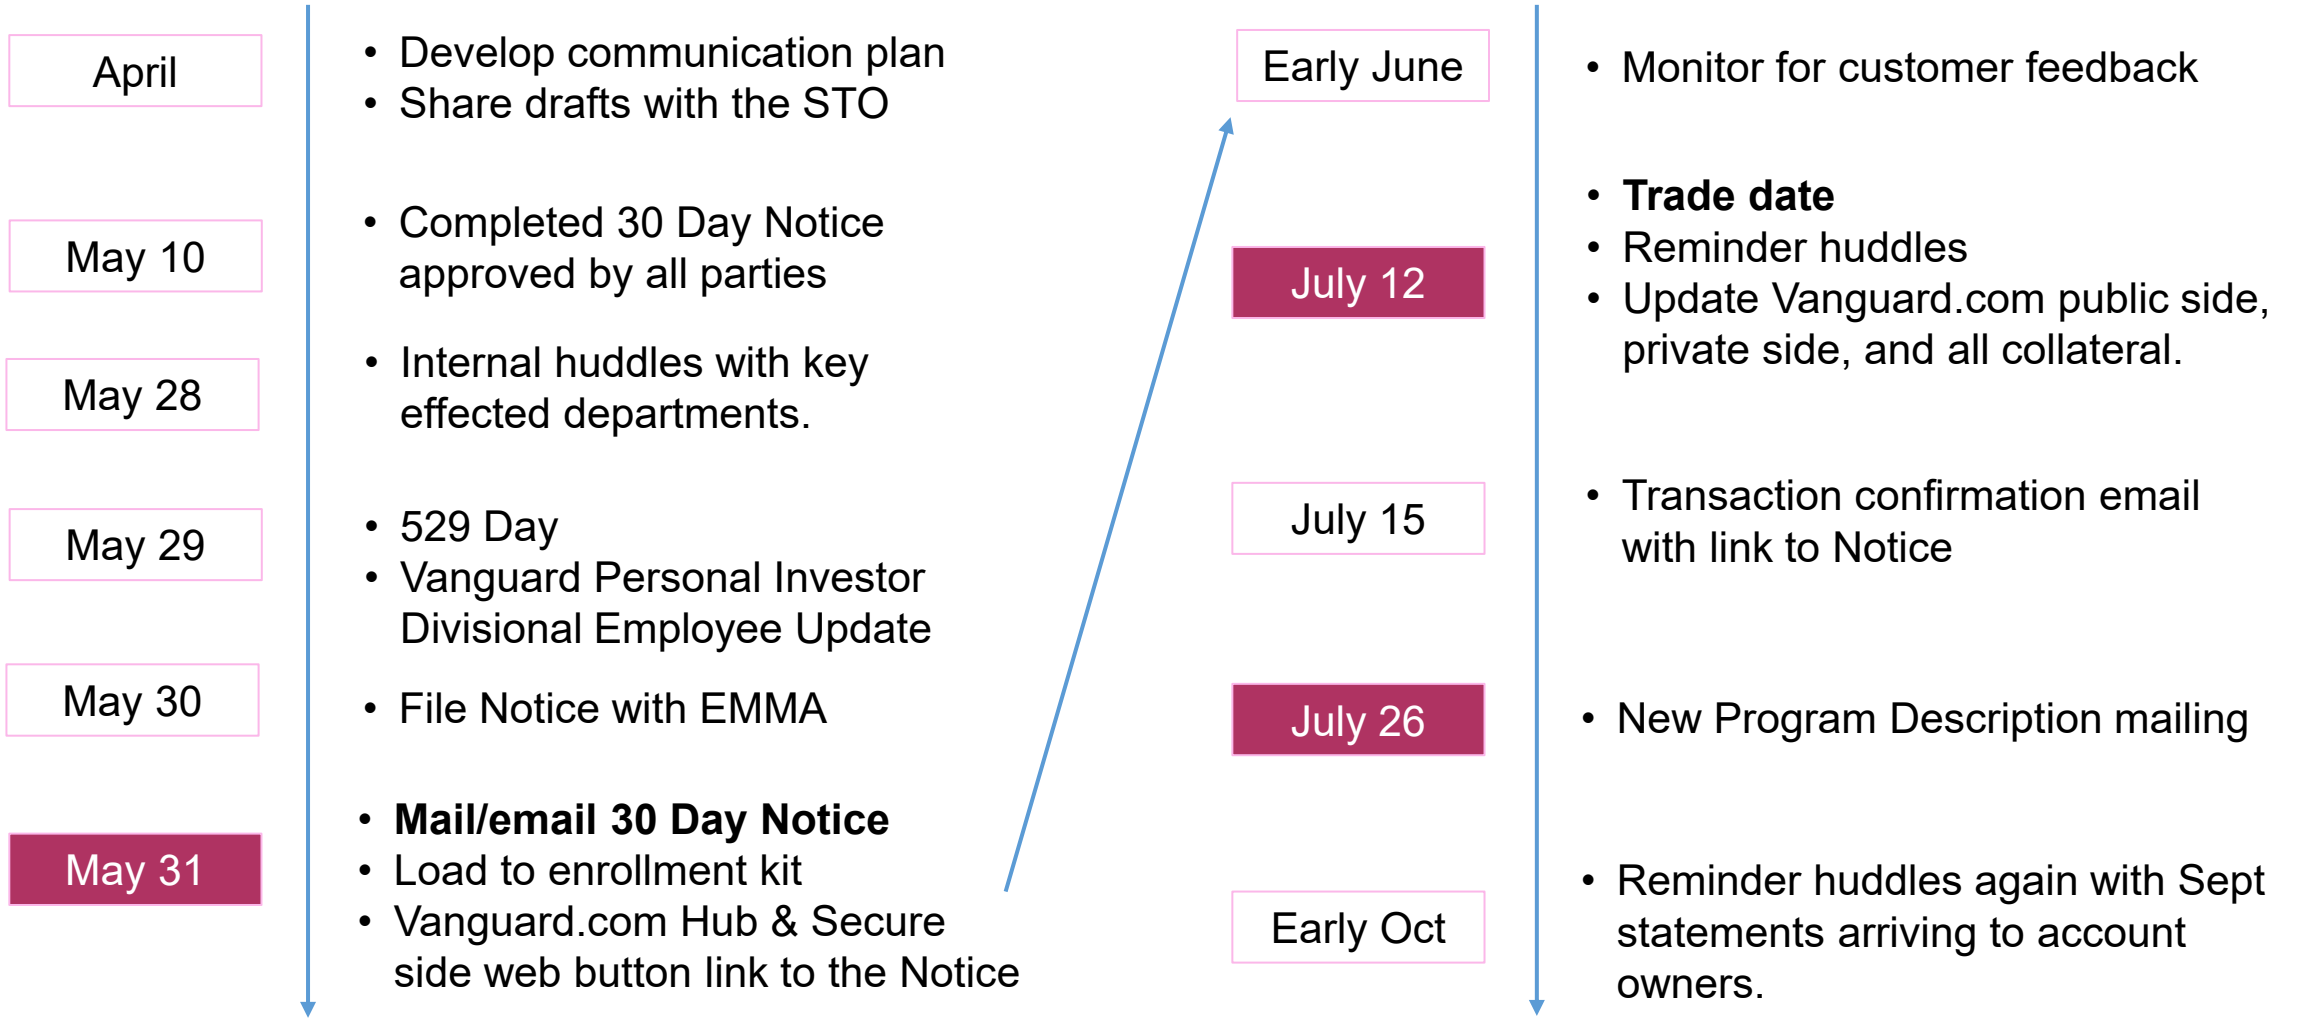 April
• Develop communication plan
• Share drafts with the STO
May 10
• Completed 30 Day Notice
approved by all parties
May 28
• Internal huddles with key
effected departments.
May 29
• 529 Day
• Vanguard Personal Investor
Divisional Employee Update
May 30
• File Notice with EMMA
May 31
• Mail/email 30 Day Notice
• Load to enrollment kit
• Vanguard.com Hub & Secure
side web button link to the Notice
Early June
• Monitor for customer feedback
July 12
• Trade date
• Reminder huddles
• Update Vanguard.com public side,
private side, and all collateral.
July 15
• Transaction confirmation email
with link to Notice
July 26
• New Program Description mailing
Early Oct
• Reminder huddles again with Sept
statements arriving to account
owners.